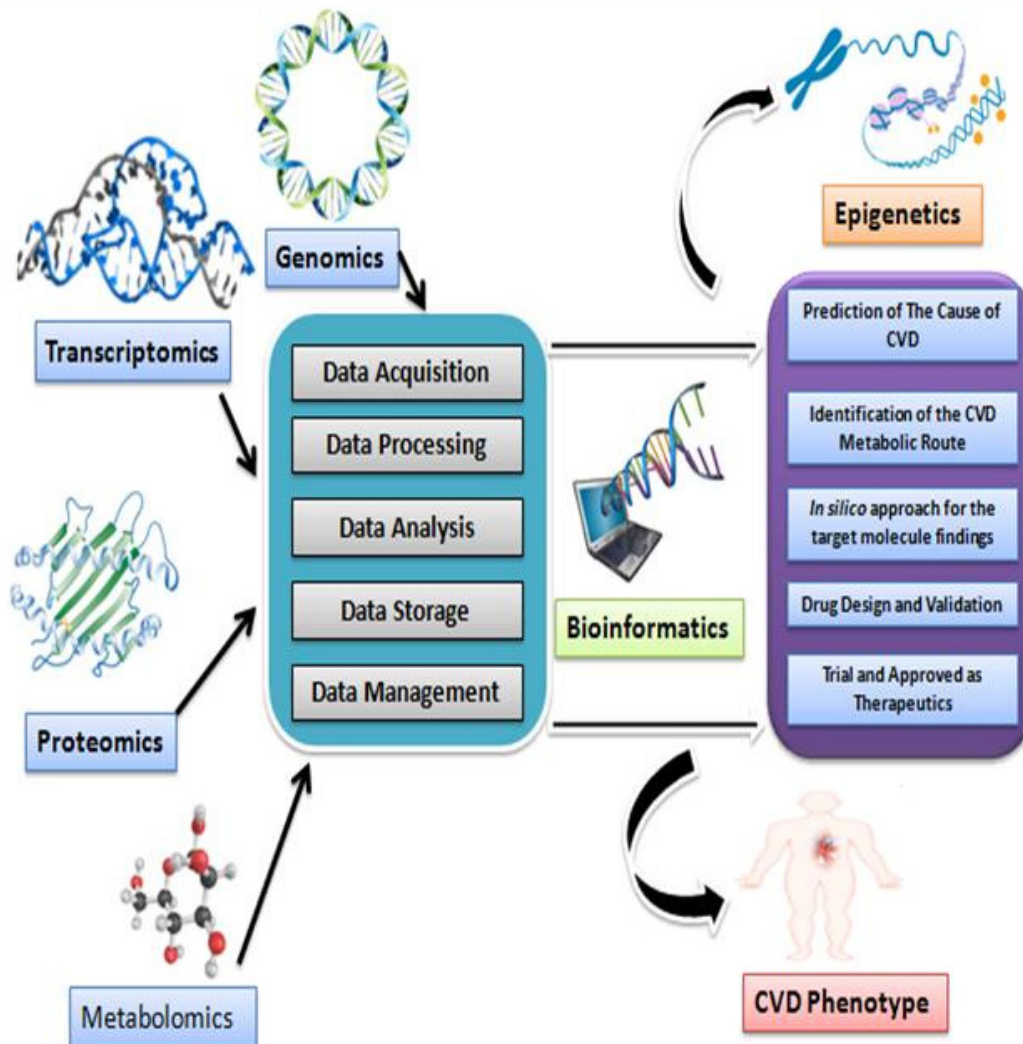 Genomics
Epigenetics
Transcriptomics
Data Acquisition
Data Processing
Data Analysis
Data Storage
Data Management
Proteomics
Metabolomics
Bioinformatics
Prediction of The Cause of
CVD
Identification of the CVD
Metabolic Route
In silico approach for the
target molecule findings
Drug Design and Validation
Trial and Approved as
Therapeutics
CVD Phenotype